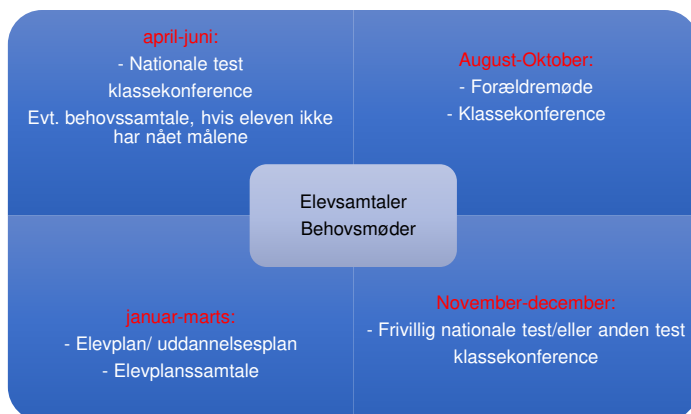 april-juni:
- Nationale test
klassekonference
Evt. behovssamtale, hvis eleven ikke
har nået målene
August-Oktober:
- Forældremøde
- Klassekonference
Elevsamtaler
Behovsmøder
januar-marts:
- Elevplan/ uddannelsesplan
- Elevplanssamtale
November-december:
- Frivillig nationale test/eller anden test
klassekonference